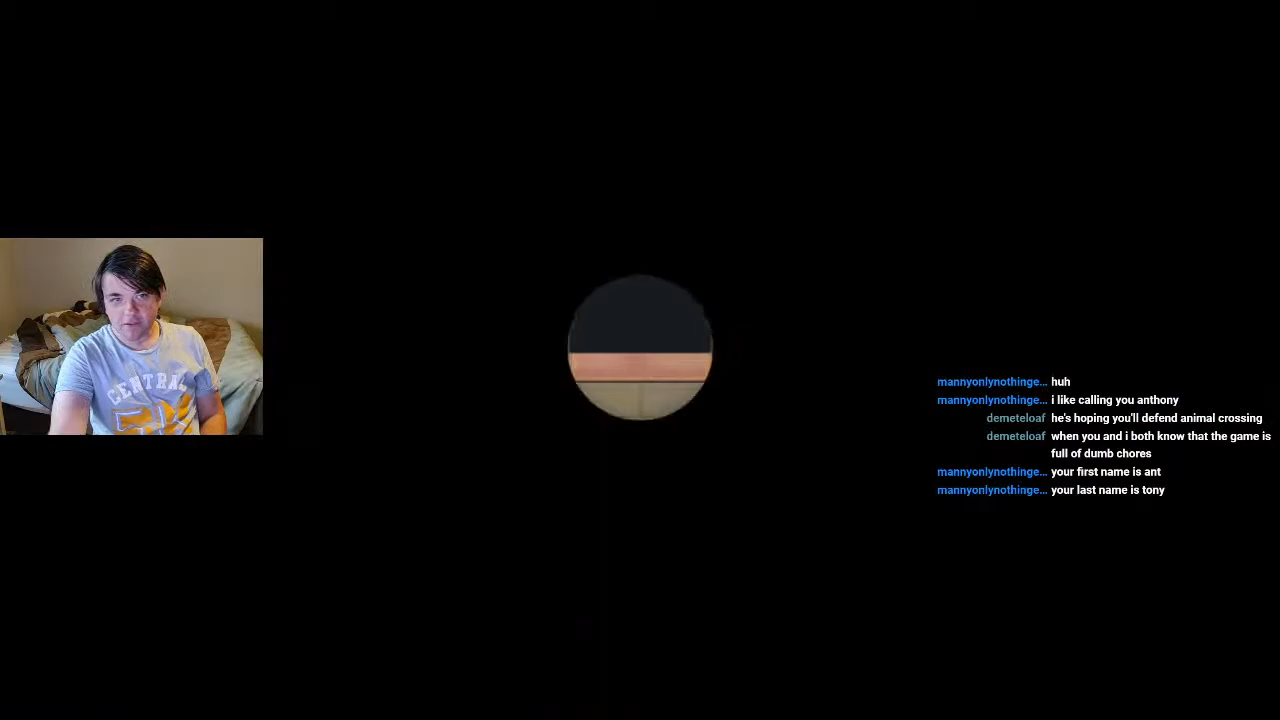 mannyonlynothinge… huh
mannyonlynothinge… i like calling you anthony
demeteloaf he's hoping you'll defend animal crossing
demeteloaf when you and i both know that the game is
full of dumb chores
mannyonlynothinge… your first name is ant
mannyonlynothinge… your last name is tony
CENTRAL